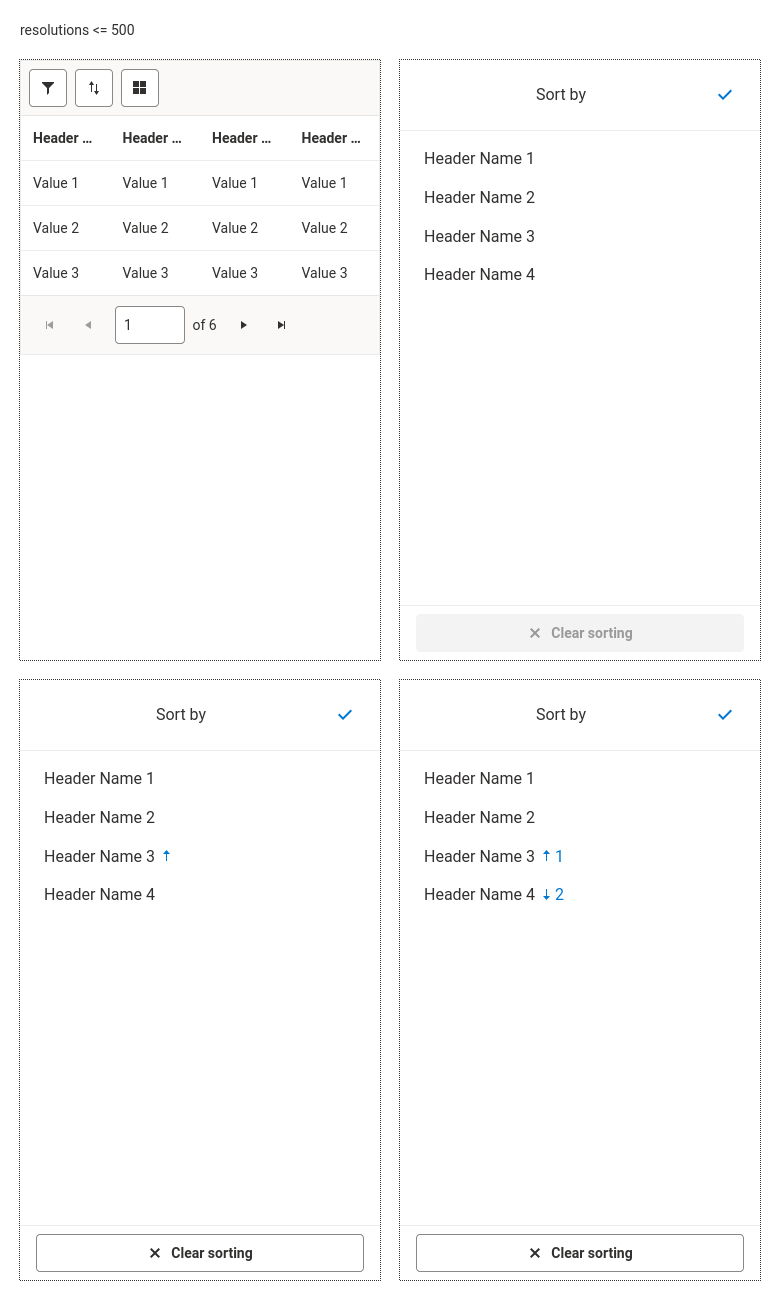 resolutions <= 500
Header ... Header ... Header ... Header ...
Value 1 Value 1 Value 1 Value 1
Value 2 Value 2 Value 2 Value 2
Value 3 Value 3 Value 3 Value 3
1 of 6
Sort by
Header Name 1
Header Name 2
Header Name 3
Header Name 4
Clear sorting
Sort by
Header Name 1
Header Name 2
Header Name 3
Header Name 4
Clear sorting
Sort by
Header Name 1
Header Name 2
Header Name 3 1
Header Name 4 2
Clear sorting